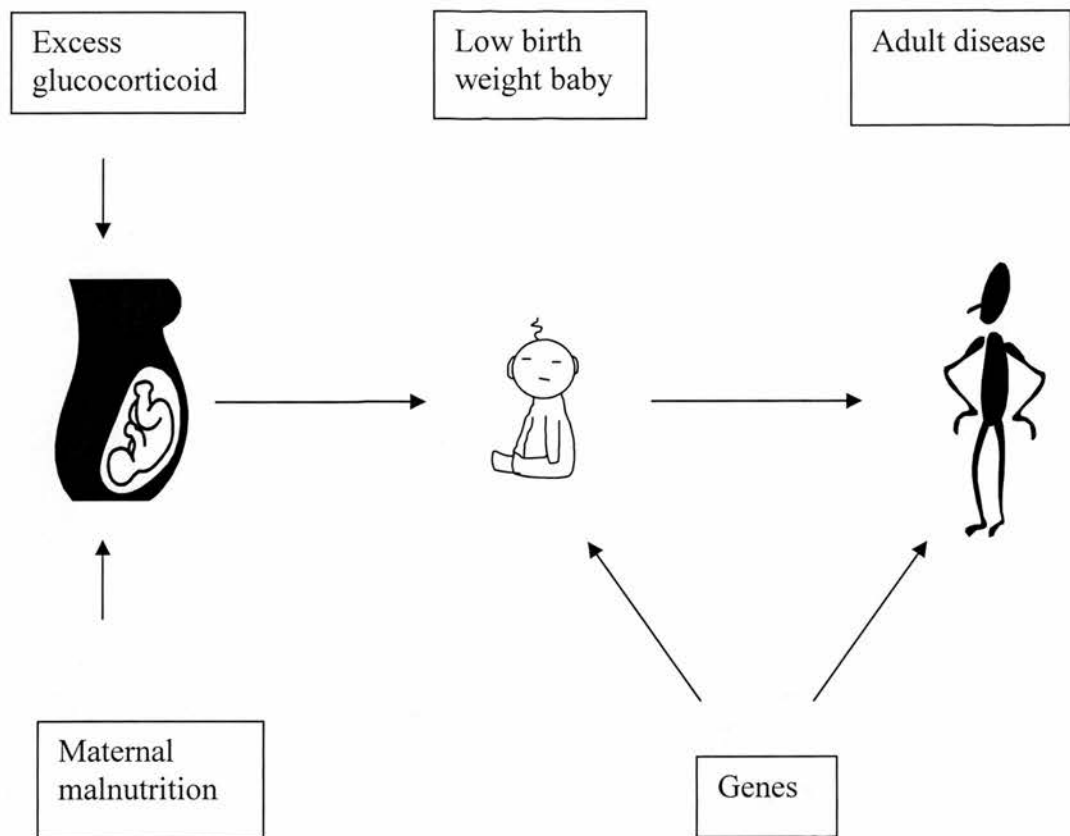 Excess
glucocorticoid
Low birth
weight baby
Adult disease
Maternal
malnutrition
Genes